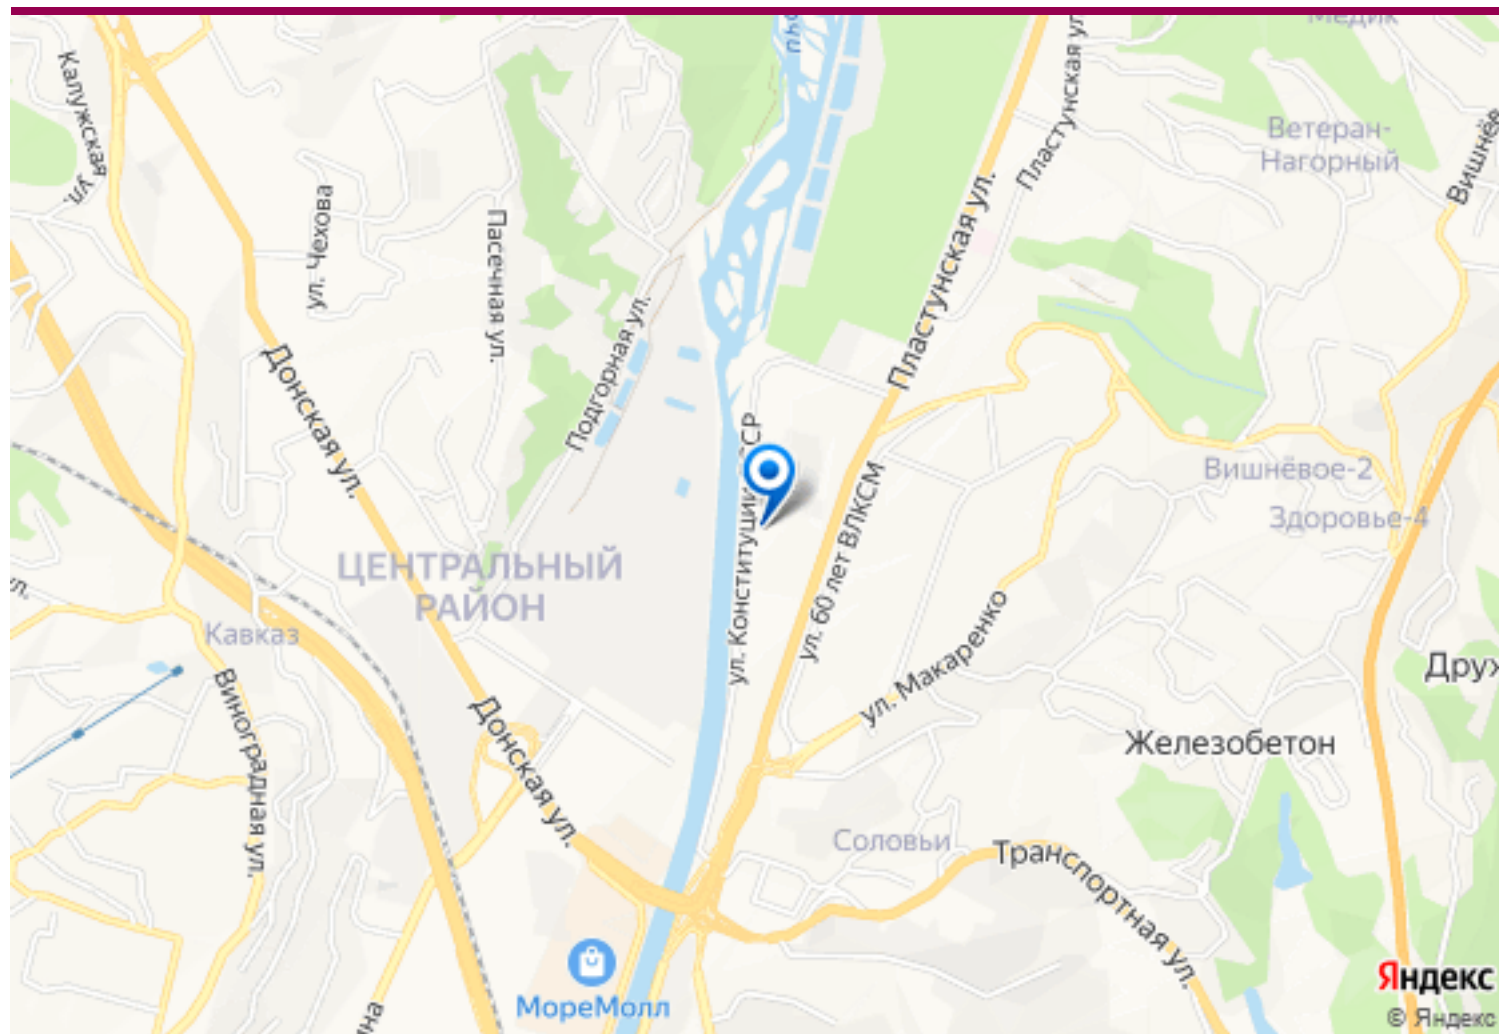 Медик
Калужская
ул.
Пластунская ул.
Ветеран-
Нагорный
ул. Чехова
Пасечная ул.
Пластунская ул.
Подгорная ул.
Донская ул.
Вишнёвое-2
Здоровье-4
ул. 60 лет ВЛКСМ
ЦЕНТРАЛЬНЫЙ
РАЙОН
ул.
Кавказ
ул. Макаренко
Виноградная ул.
Донская ул.
Железобетон
Соловьи
Транспортная ул.
МореМолл
Яндекс
© Яндекс